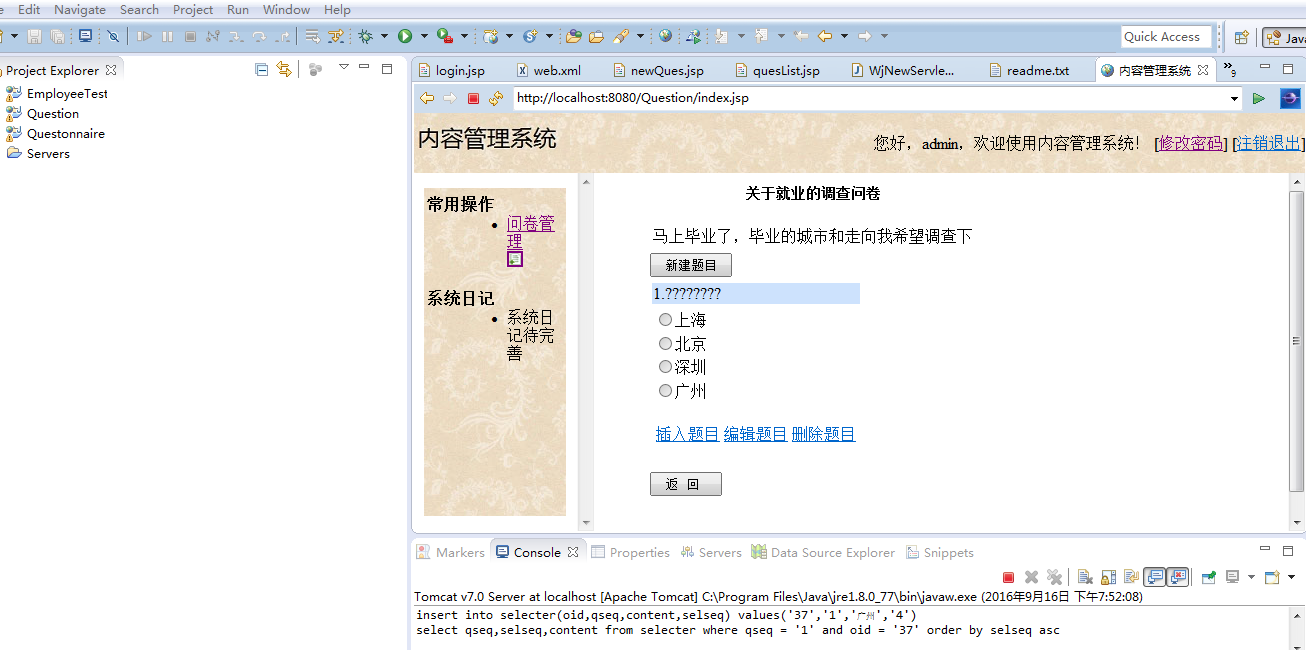 Edit Navigate Search Project Run Window Help
Quick Access
Java
Project Explorer
EmployeeTest
Question
Questonnaire
Servers
login.jsp web.xml newQues.jsp quesList.jsp WjNewServle... readme.txt 内容管理系统 9
http://localhost:8080/Question/index.jsp
内容管理系统
您好，admin，欢迎使用内容管理系统！ [修改密码] [注销退出]
常用操作
问卷管
理
系统日记
系统日
记待完
善
关于就业的调查问卷
马上毕业了，毕业的城市和走向我希望调查下
新建题目
1.????????
上海
北京
深圳
广州
插入题目 编辑题目 删除题目
返 回
Markers Console Properties Servers Data Source Explorer Snippets
Tomcat v7.0 Server at localhost [Apache Tomcat] C:\Program Files\Java\jre1.8.0_77\bin\javaw.exe (2016年9月16日 下午7:52:08)
insert into selecter(oid,qseq,content,selseq) values('37','1','广州','4')
select qseq,selseq,content from selecter where qseq = '1' and oid = '37' order by selseq asc